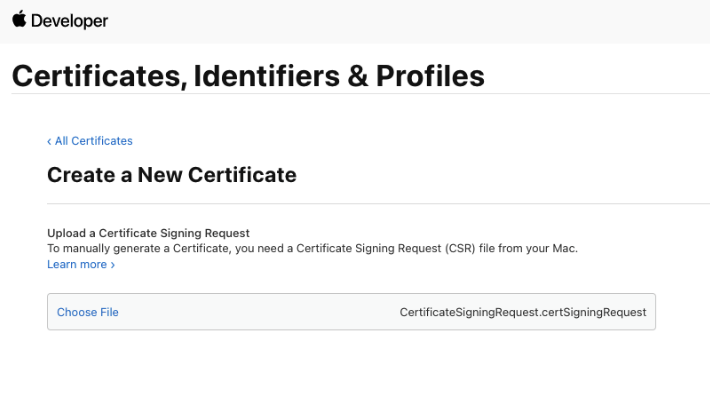 Developer
Certificates, Identifiers & Profiles
‹ All Certificates
Create a New Certificate
Upload a Certificate Signing Request
To manually generate a Certificate, you need a Certificate Signing Request (CSR) file from your Mac.
Learn more ›
Choose File CertificateSigningRequest.certSigningRequest